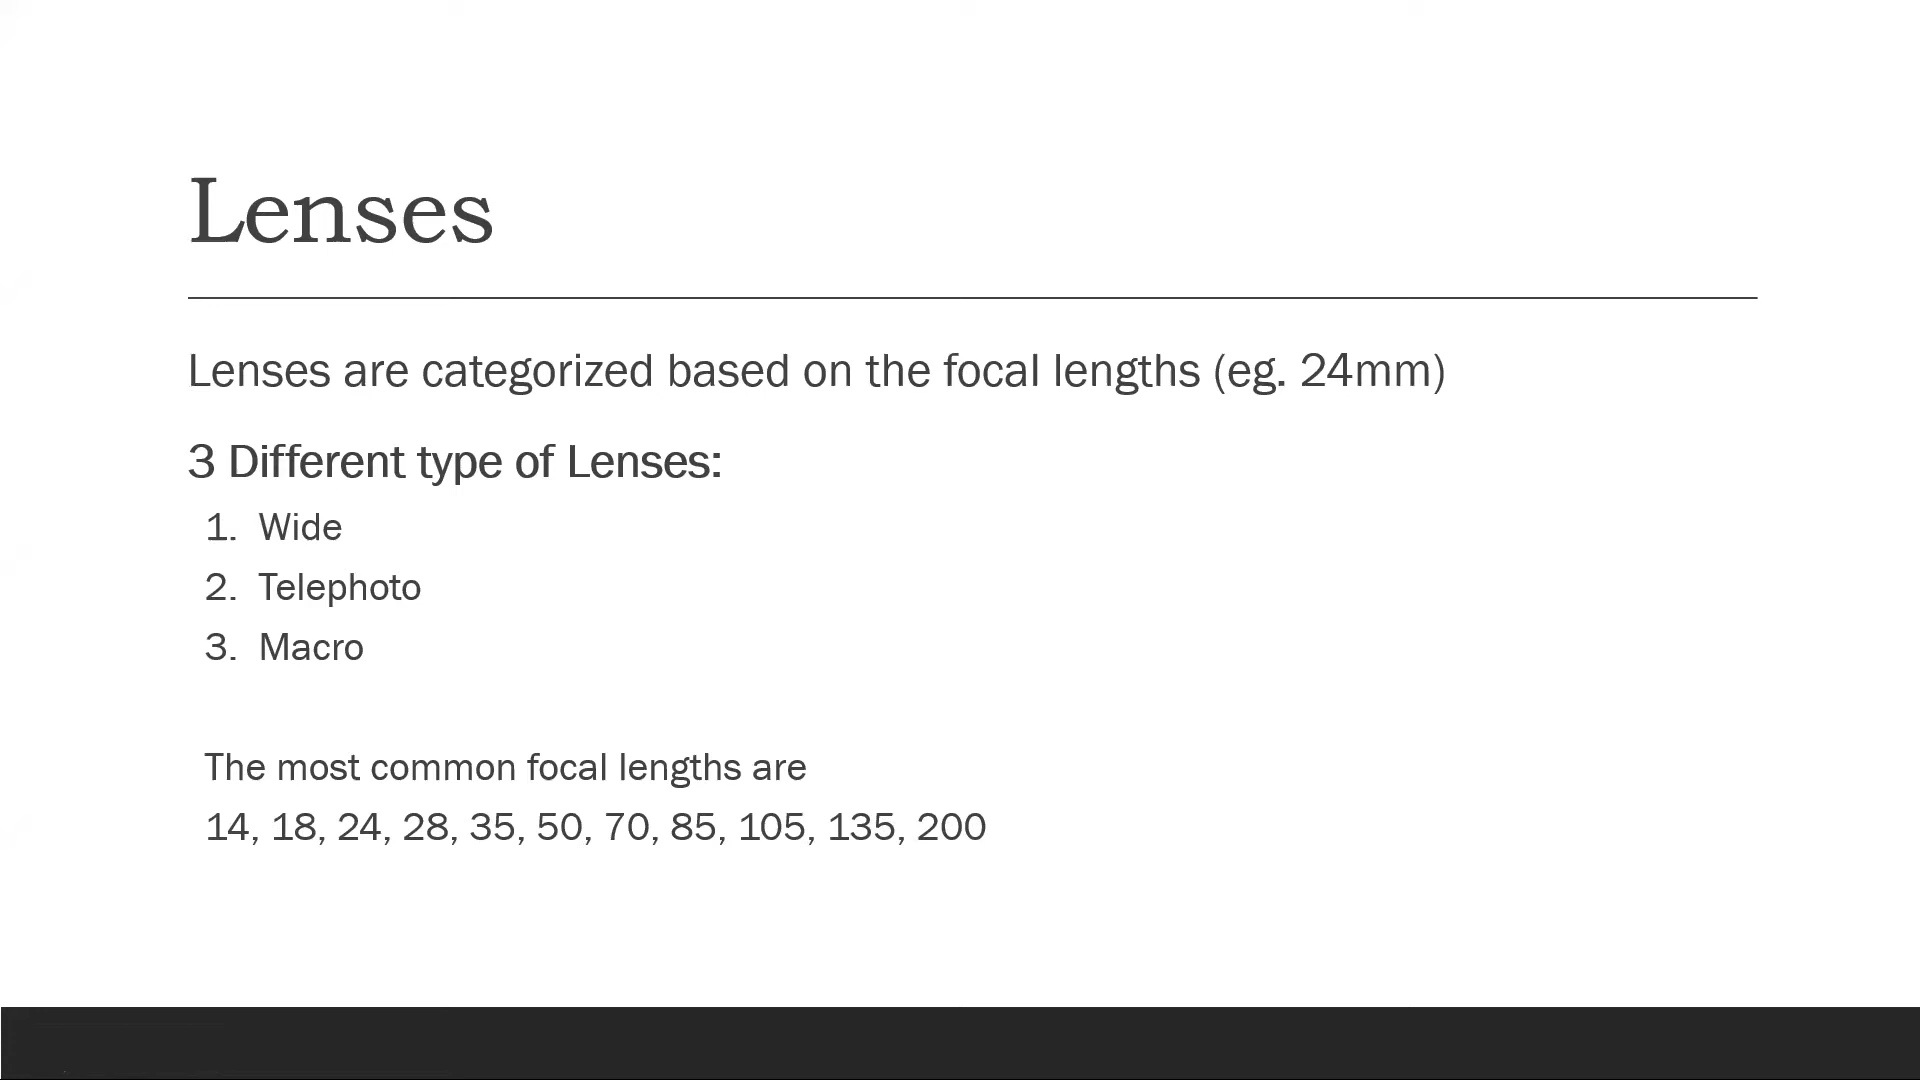 Lenses
Lenses are categorized based on the focal lengths (eg. 24mm)
3 Different type of Lenses:
1. Wide
2. Telephoto
3. Macro
The most common focal lengths are
14, 18, 24, 28, 35, 50, 70, 85, 105, 135, 200